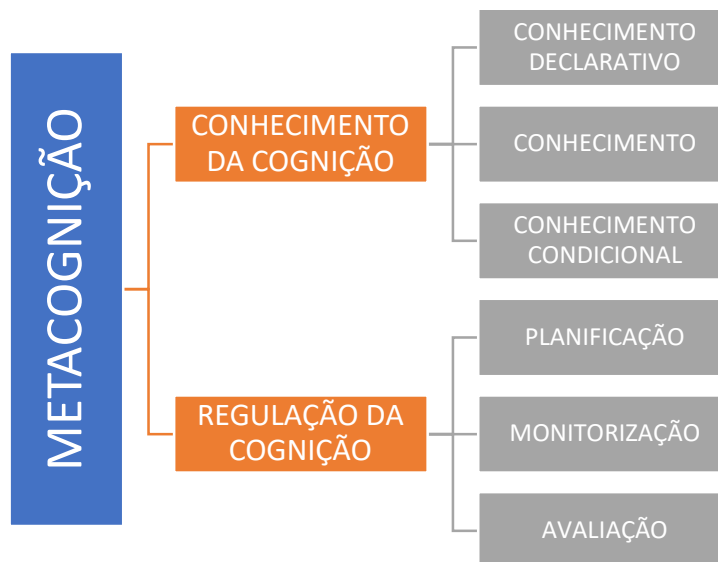 METACOGNIÇÃO
CONHECIMENTO
DA COGNIÇÃO
CONHECIMENTO
DECLARATIVO
CONHECIMENTO
CONHECIMENTO
CONDICIONAL
REGULAÇÃO DA
COGNIÇÃO
PLANIFICAÇÃO
MONITORIZAÇÃO
AVALIAÇÃO